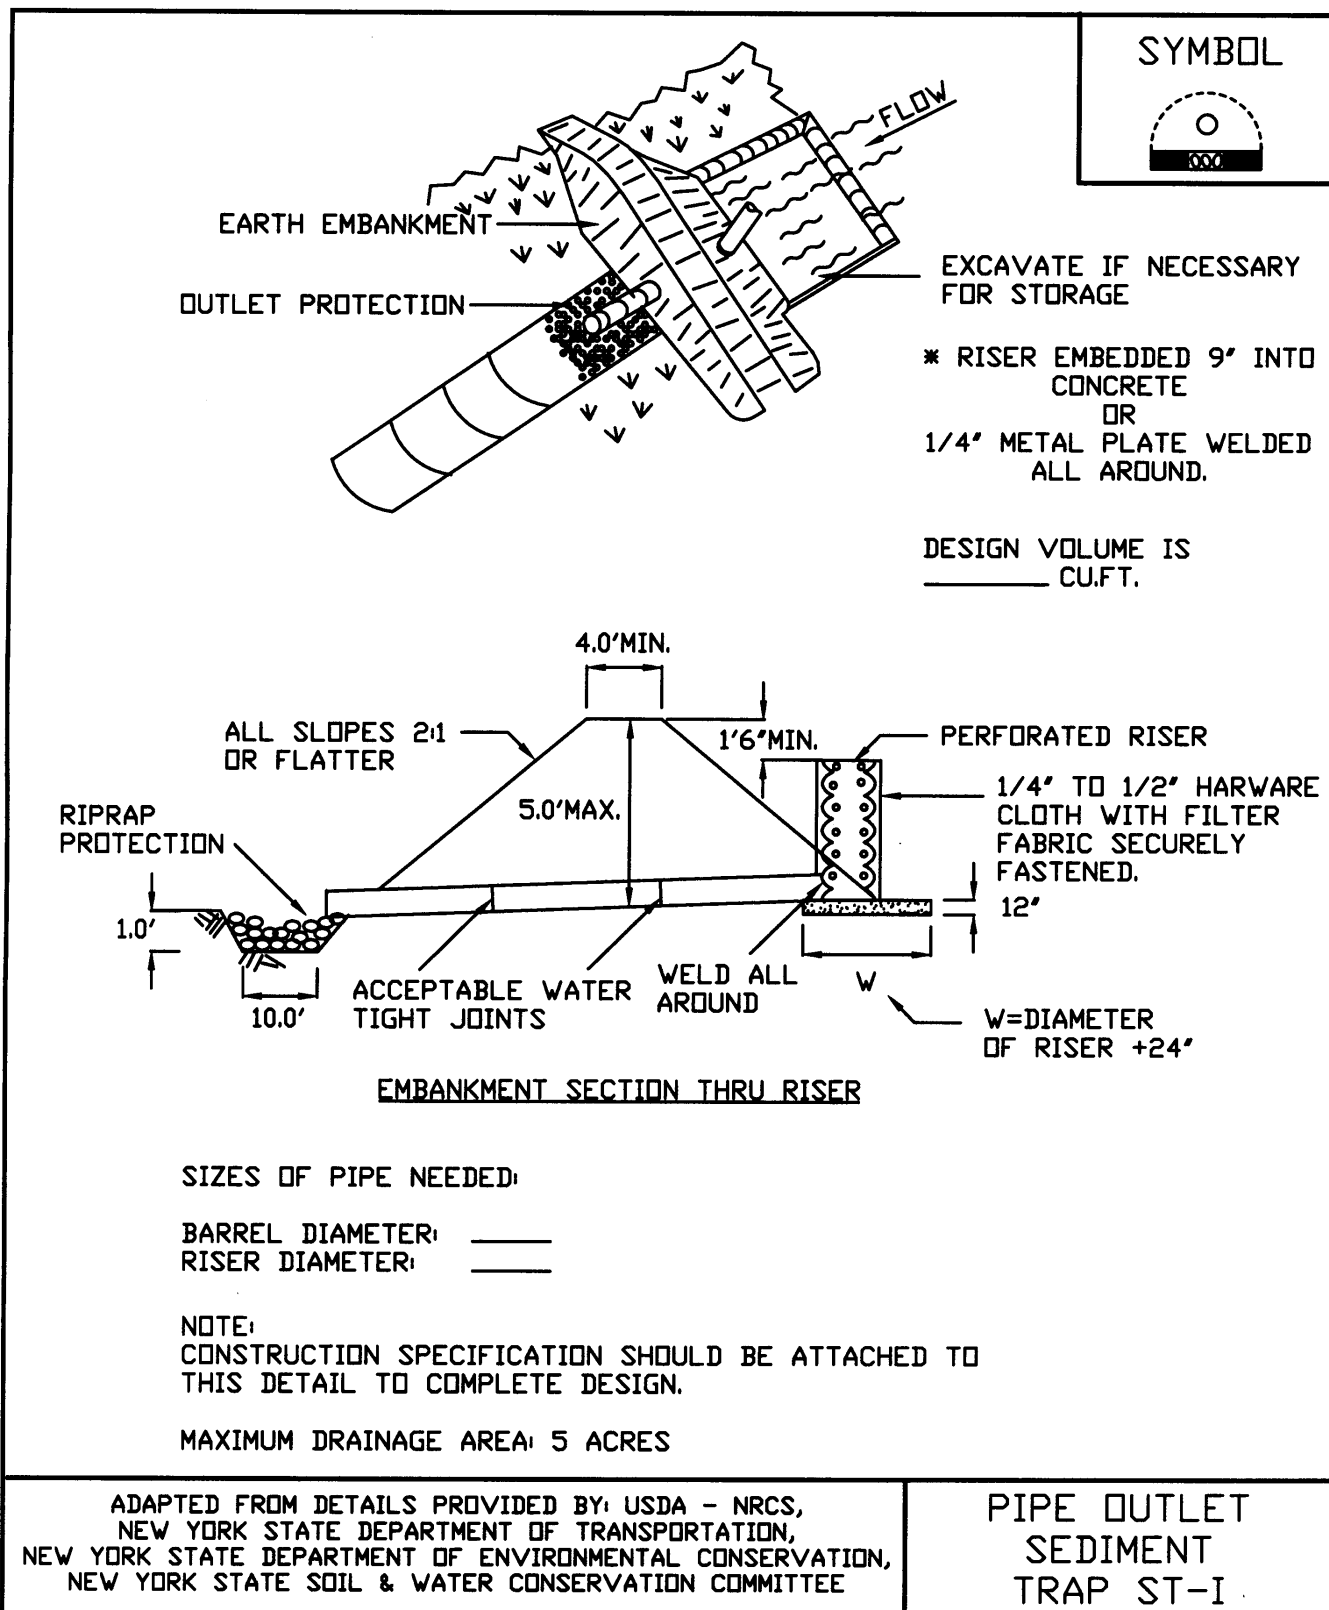 SYMBOL
FLOW
EARTH EMBANKMENT
OUTLET PROTECTION
EXCAVATE IF NECESSARY
FOR STORAGE
* RISER EMBEDDED 9" INTO
CONCRETE
OR
1/4" METAL PLATE WELDED
ALL AROUND.
DESIGN VOLUME IS
______ CU.FT.
4.0'MIN.
ALL SLOPES 2:1
OR FLATTER
1'6"MIN.
PERFORATED RISER
5.0'MAX.
1/4" TO 1/2" HARWARE
CLOTH WITH FILTER
FABRIC SECURELY
FASTENED.
RIPRAP
PROTECTION
12"
1.0'
10.0'
ACCEPTABLE WATER
TIGHT JOINTS
WELD ALL
AROUND
W
W=DIAMETER
OF RISER +24"
EMBANKMENT SECTION THRU RISER
SIZES OF PIPE NEEDED:
BARREL DIAMETER: ____
RISER DIAMETER: ____
NOTE:
CONSTRUCTION SPECIFICATION SHOULD BE ATTACHED TO
THIS DETAIL TO COMPLETE DESIGN.
MAXIMUM DRAINAGE AREA: 5 ACRES
ADAPTED FROM DETAILS PROVIDED BY: USDA - NRCS,
NEW YORK STATE DEPARTMENT OF TRANSPORTATION,
NEW YORK STATE DEPARTMENT OF ENVIRONMENTAL CONSERVATION,
NEW YORK STATE SOIL & WATER CONSERVATION COMMITTEE
PIPE OUTLET
SEDIMENT
TRAP ST-I